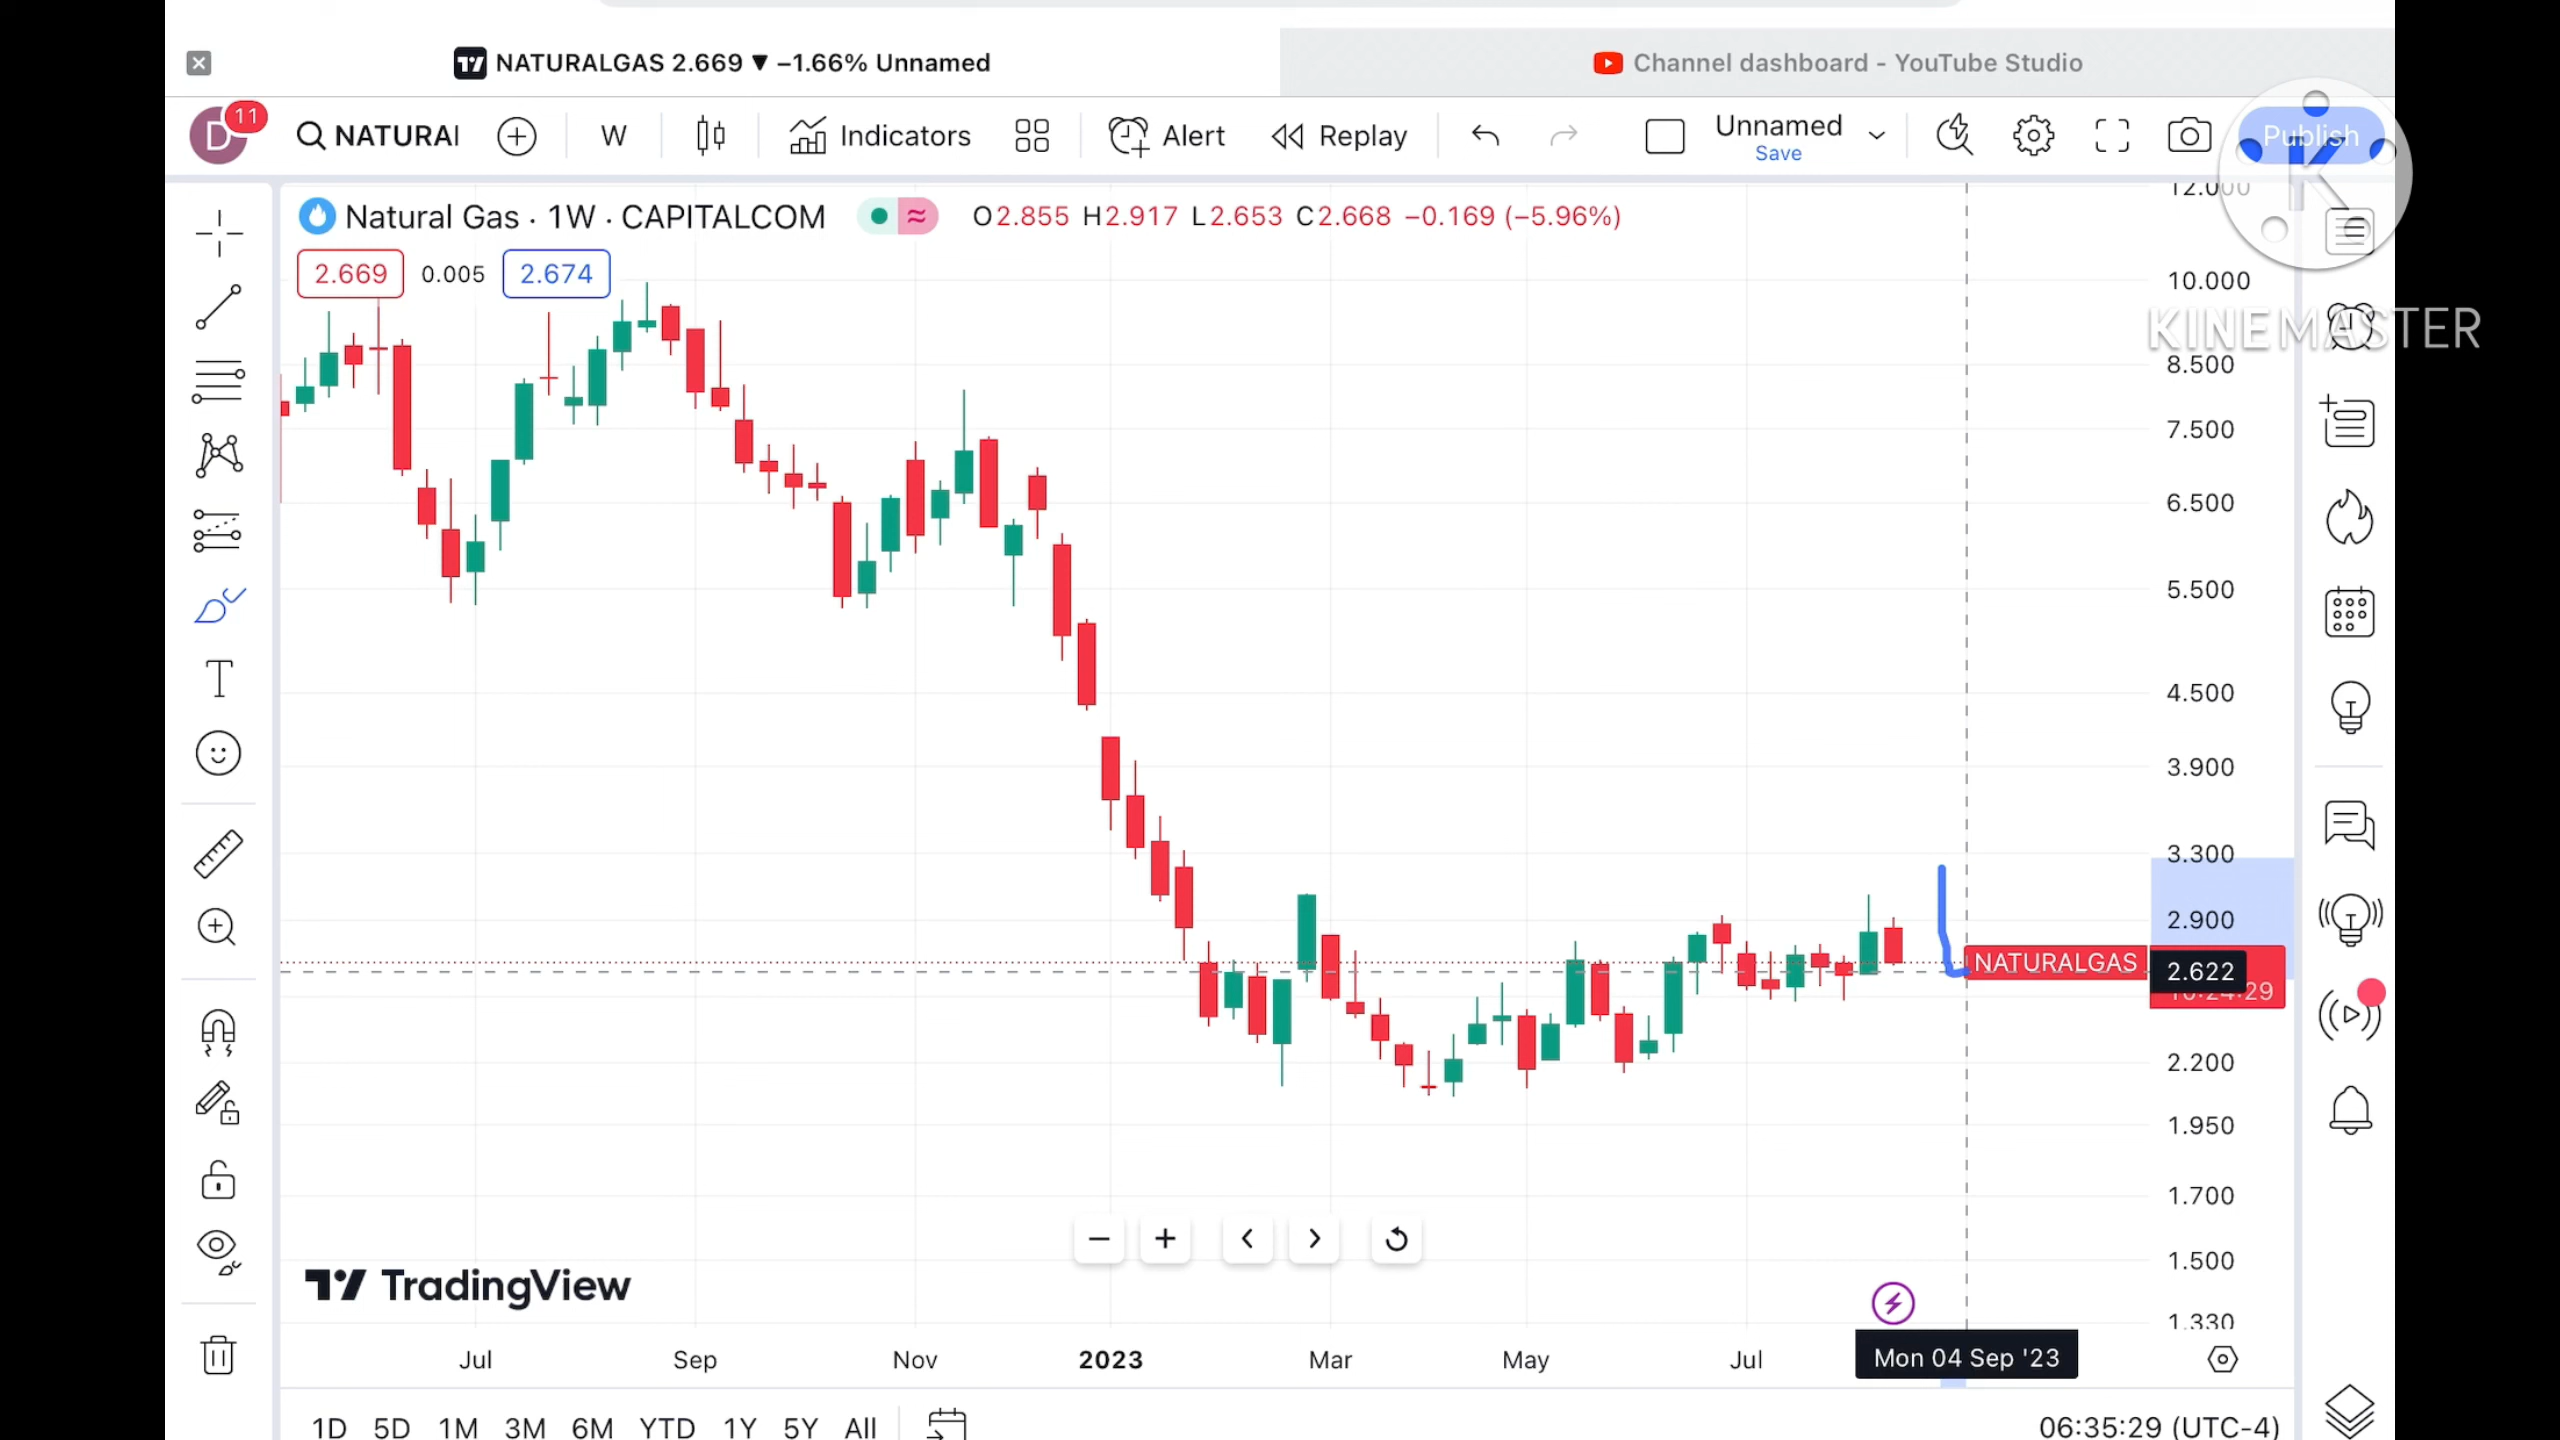 NATURALGAS 2.669 ▼ −1.66% Unnamed
Channel dashboard - YouTube Studio
D 11 NATURAL W Indicators Alert Replay Unnamed Save Publish
Natural Gas · 1W · CAPITALCOM O2.855 H2.917 L2.653 C2.668 −0.169 (−5.96%)
2.669 0.005 2.674
12.000
10.000
KINEMASTER
8.500
7.500
6.500
5.500
4.500
3.900
3.300
2.900
NATURALGAS 2.622
2.200
1.950
1.700
1.500
TradingView
1.330
Jul Sep Nov 2023 Mar May Jul Mon 04 Sep '23
1D 5D 1M 3M 6M YTD 1Y 5Y All 06:35:29 (UTC-4)